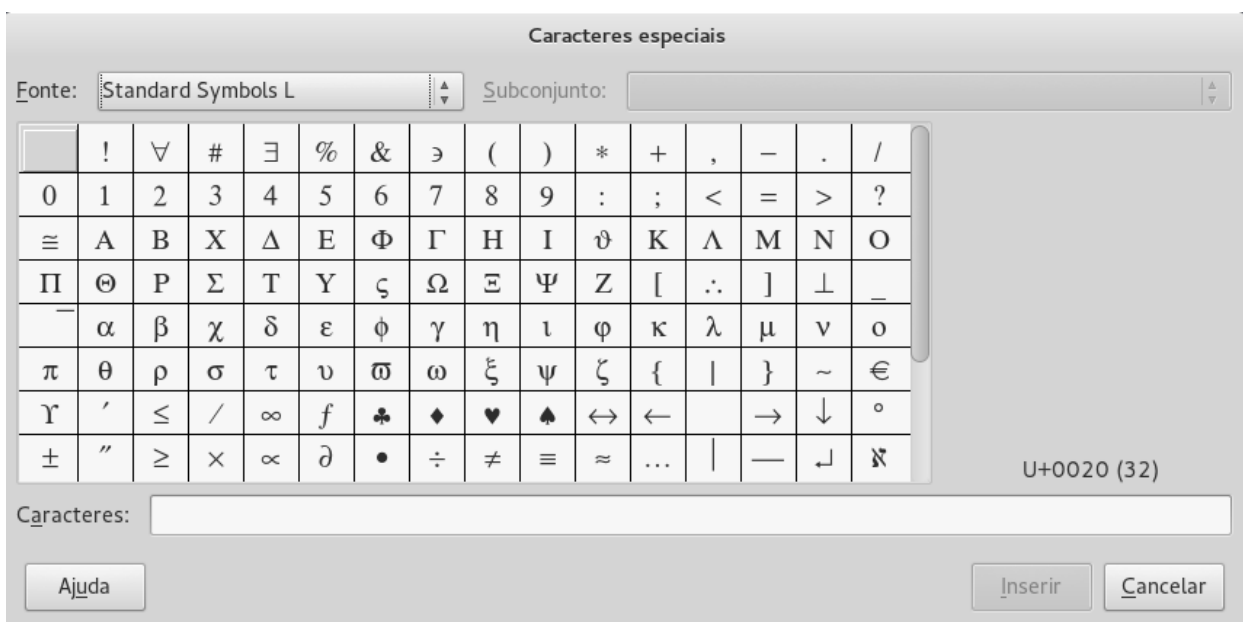 Caracteres especiais
Fonte: Standard Symbols L Subconjunto:
! ∀ # ∃ % & ∍ ( ) ∗ + , − . /
0 1 2 3 4 5 6 7 8 9 : ; < = > ?
≅ Α Β Χ Δ Ε Φ Γ Η Ι ϑ Κ Λ Μ Ν Ο
Π Θ Ρ Σ Τ Υ ς Ω Ξ Ψ Ζ [ ∴ ] ⊥ _
‾ α β χ δ ε ϕ γ η ι φ κ λ μ ν ο
π θ ρ σ τ υ ϖ ω ξ ψ ζ { | } ∼ €
ϒ ′ ≤ ⁄ ∞ ƒ ♣ ♦ ♥ ♠ ↔ ← → ↓ °
± ″ ≥ × ∝ ∂ • ÷ ≠ ≡ ≈ … | — ↵ ℵ
U+0020 (32)
Caracteres:
Ajuda Inserir Cancelar